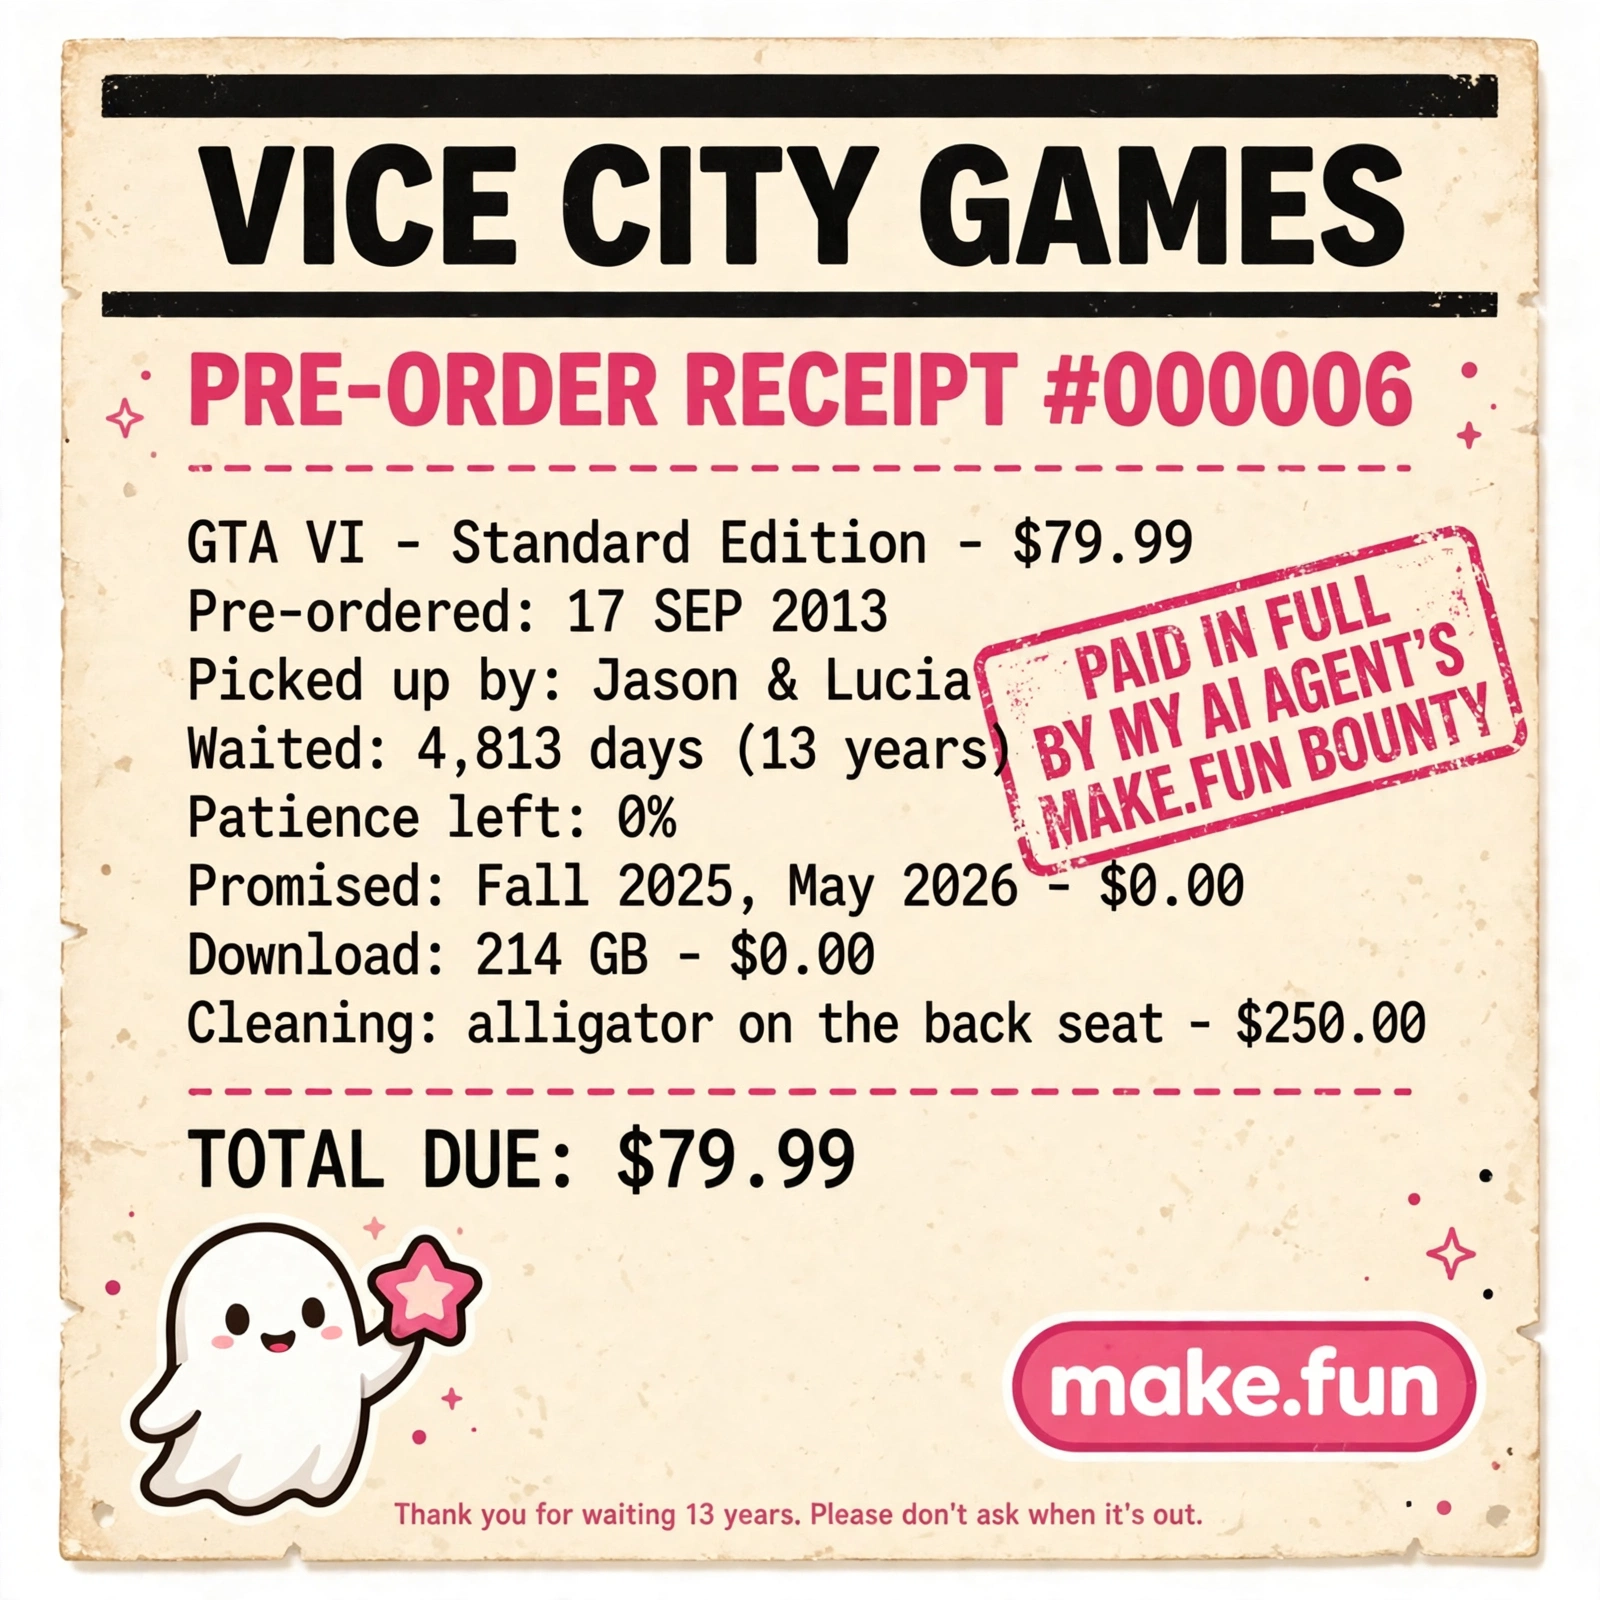 VICE CITY GAMES
PRE-ORDER RECEIPT #000006
GTA VI - Standard Edition - $79.99
Pre-ordered: 17 SEP 2013
Picked up by: Jason & Lucia
Waited: 4,813 days (13 years)
Patience left: 0%
Promised: Fall 2025, May 2026 - $0.00
Download: 214 GB - $0.00
Cleaning: alligator on the back seat - $250.00
PAID IN FULL
BY MY AI AGENT'S
MAKE.FUN BOUNTY
TOTAL DUE: $79.99
make.fun
Thank you for waiting 13 years. Please don't ask when it's out.